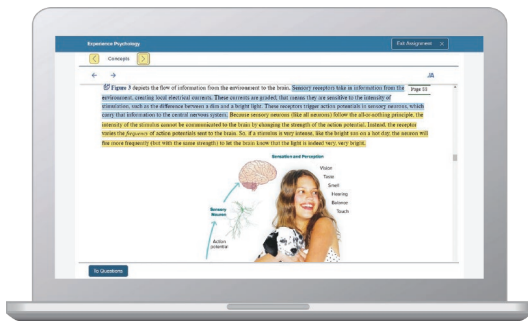 Experience Psychology
Exit Assignment X
Concepts
Figure 3 depicts the flow of information from the environment to the brain. Sensory receptors take in information from the
Page 93
environment, creating local electrical currents. These currents are graded; that means they are sensitive to the intensity of
stimulation, such as the difference between a dim and a bright light. These receptors trigger action potentials in sensory neurons, which
carry that information to the central nervous system. Because sensory neurons (like all neurons) follow the all-or-nothing principle, the
intensity of the stimulus cannot be communicated to the brain by changing the strength of the action potential. Instead, the receptor
varies the frequency of action potentials sent to the brain. So, if a stimulus is very intense, like the bright sun on a hot day, the neuron will
fire more frequently (but with the same strength) to let the brain know that the light is indeed very, very bright.
Sensation and Perception
Vision
Taste
Smell
Hearing
Balance
Touch
Sensory
Neuron
Action
potential
To Questions